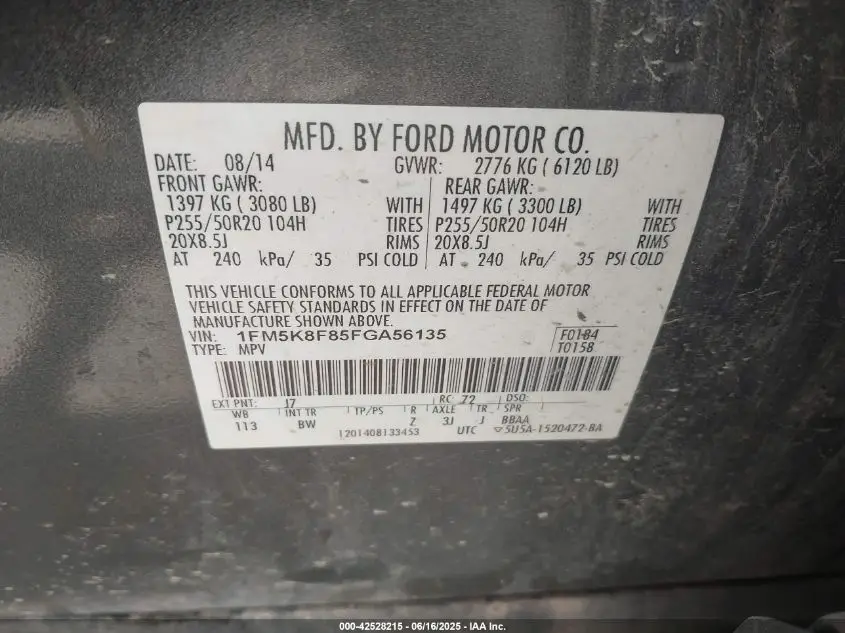 MFD. BY FORD MOTOR CO.
DATE: 08/14 GVWR: 2776 KG ( 6120 LB)
FRONT GAWR: REAR GAWR:
1397 KG ( 3080 LB) WITH 1497 KG ( 3300 LB) WITH
P255/50R20 104H TIRES P255/50R20 104H TIRES
20X8.5J RIMS 20X8.5J RIMS
AT 240 kPa/ 35 PSI COLD AT 240 kPa/ 35 PSI COLD
THIS VEHICLE CONFORMS TO ALL APPLICABLE FEDERAL MOTOR
VEHICLE SAFETY STANDARDS IN EFFECT ON THE DATE OF
MANUFACTURE SHOWN ABOVE.
VIN: 1FM5K8F85FGA56135 F0184
TYPE: MPV T0158
EXT PNT: J7 RC: 72 DSO:
WB INT TR TP/PS R AXLE TR SPR
113 BW Z 3J J BBAA
1201408133453 UTC 5U5A-1520472-BA
000-42528215 - 06/16/2025 - IAA Inc.